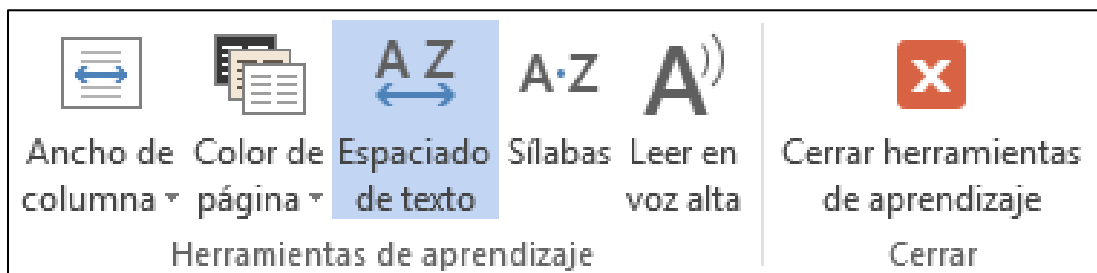 A Z
A·Z
A
Ancho de columna
Color de página
Espaciado de texto
Sílabas
Leer en voz alta
Cerrar herramientas de aprendizaje
Herramientas de aprendizaje
Cerrar